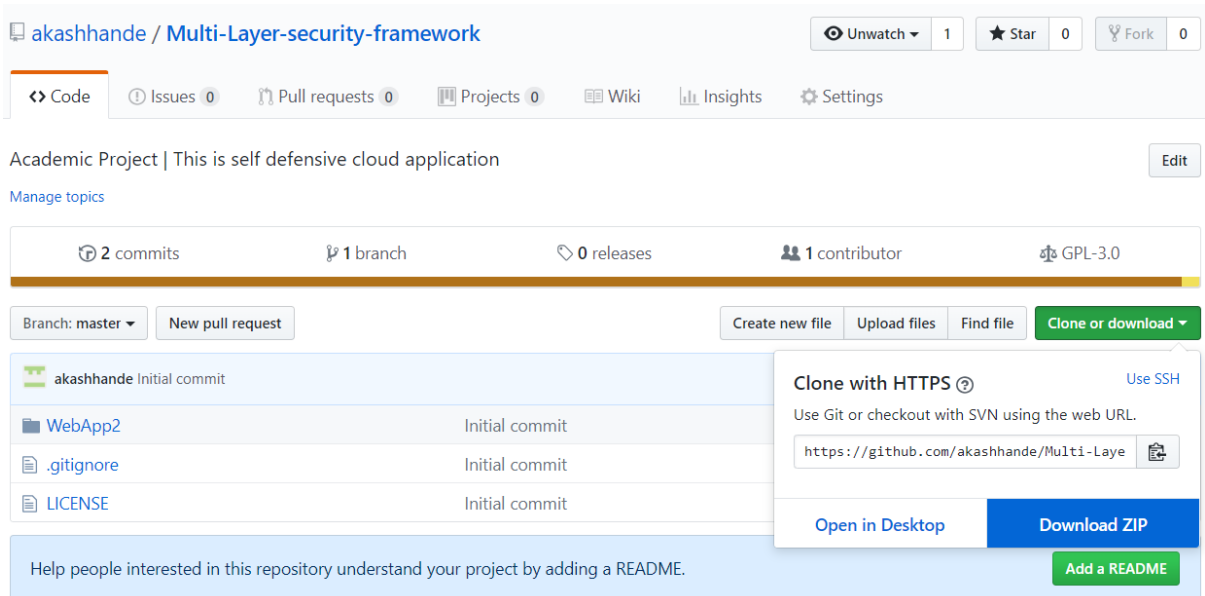 akashhande / Multi-Layer-security-framework
Unwatch 1 Star 0 Fork 0
Code Issues 0 Pull requests 0 Projects 0 Wiki Insights Settings
Academic Project | This is self defensive cloud application
Edit
Manage topics
2 commits 1 branch 0 releases 1 contributor GPL-3.0
Branch: master New pull request Create new file Upload files Find file Clone or download
akashhande Initial commit
WebApp2 Initial commit
.gitignore Initial commit
LICENSE Initial commit
Clone with HTTPS Use SSH
Use Git or checkout with SVN using the web URL.
https://github.com/akashhande/Multi-Laye
Open in Desktop Download ZIP
Help people interested in this repository understand your project by adding a README.
Add a README